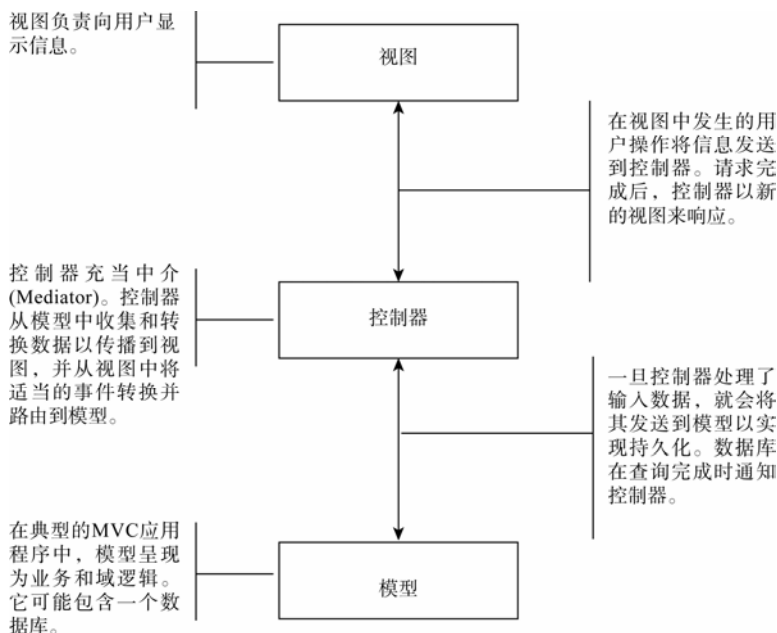 视图负责向用户显
示信息。
视图
在视图中发生的用
户操作将信息发送
到控制器。请求完
成后，控制器以新
的视图来响应。
控制器充当中介
(Mediator)。控制器
从模型中收集和转
换数据以传播到视
图，并从视图中将
适当的事件转换并
路由到模型。
控制器
一旦控制器处理了
输入数据，就会将
其发送到模型以实
现持久化。数据库
在查询完成时通知
控制器。
在典型的MVC应用
程序中，模型呈现
为业务和域逻辑。
它可能包含一个数
据库。
模型